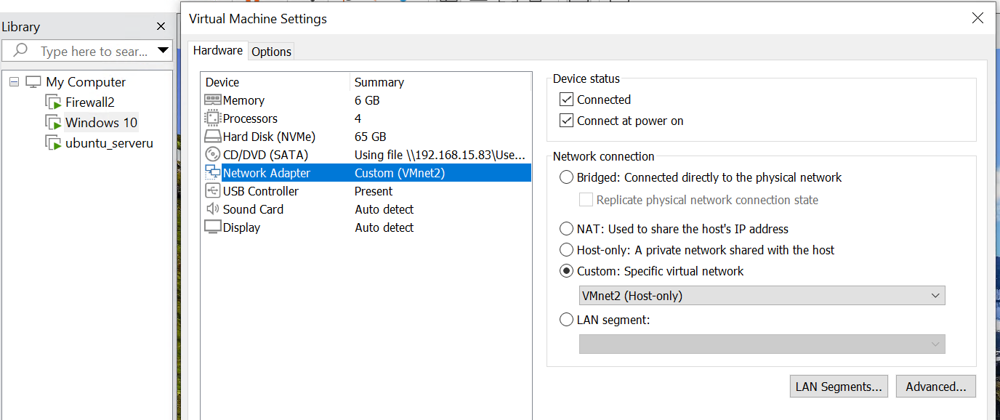 Library
Type here to sear...
My Computer
Firewall2
Windows 10
ubuntu_serveru
Virtual Machine Settings
Hardware Options
Device Summary
Memory 6 GB
Processors 4
Hard Disk (NVMe) 65 GB
CD/DVD (SATA) Using file \\192.168.15.83\Use...
Network Adapter Custom (VMnet2)
USB Controller Present
Sound Card Auto detect
Display Auto detect
Device status
Connected
Connect at power on
Network connection
Bridged: Connected directly to the physical network
Replicate physical network connection state
NAT: Used to share the host's IP address
Host-only: A private network shared with the host
Custom: Specific virtual network
VMnet2 (Host-only)
LAN segment:
LAN Segments... Advanced...